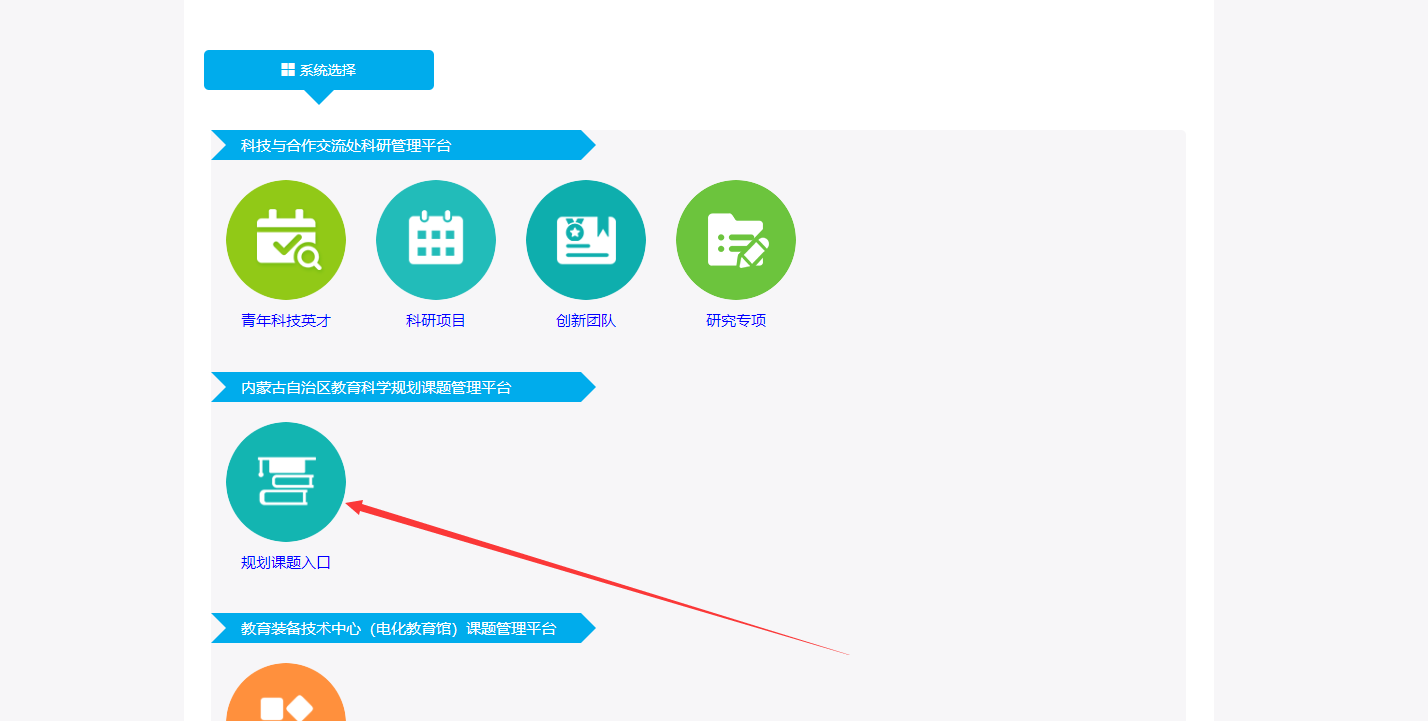 系统选择
科技与合作交流处科研管理平台
青年科技英才
科研项目
创新团队
研究专项
内蒙古自治区教育科学规划课题管理平台
规划课题入口
教育装备技术中心（电化教育馆）课题管理平台